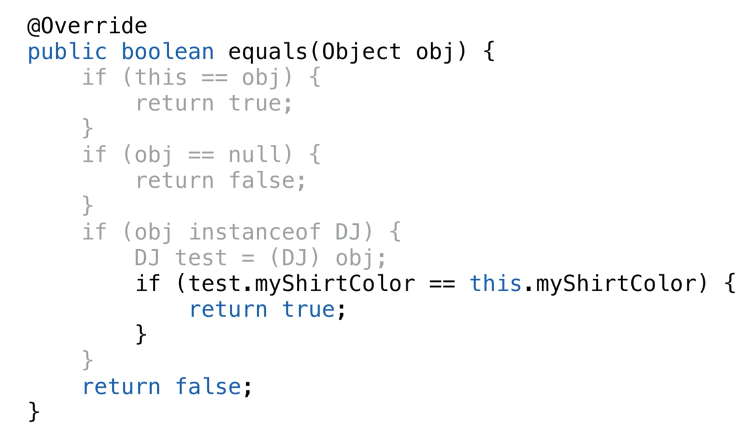 @Override
public boolean equals(Object obj) {
    if (this == obj) {
        return true;
    }
    if (obj == null) {
        return false;
    }
    if (obj instanceof DJ) {
        DJ test = (DJ) obj;
        if (test.myShirtColor == this.myShirtColor) {
            return true;
        }
    }
    return false;
}